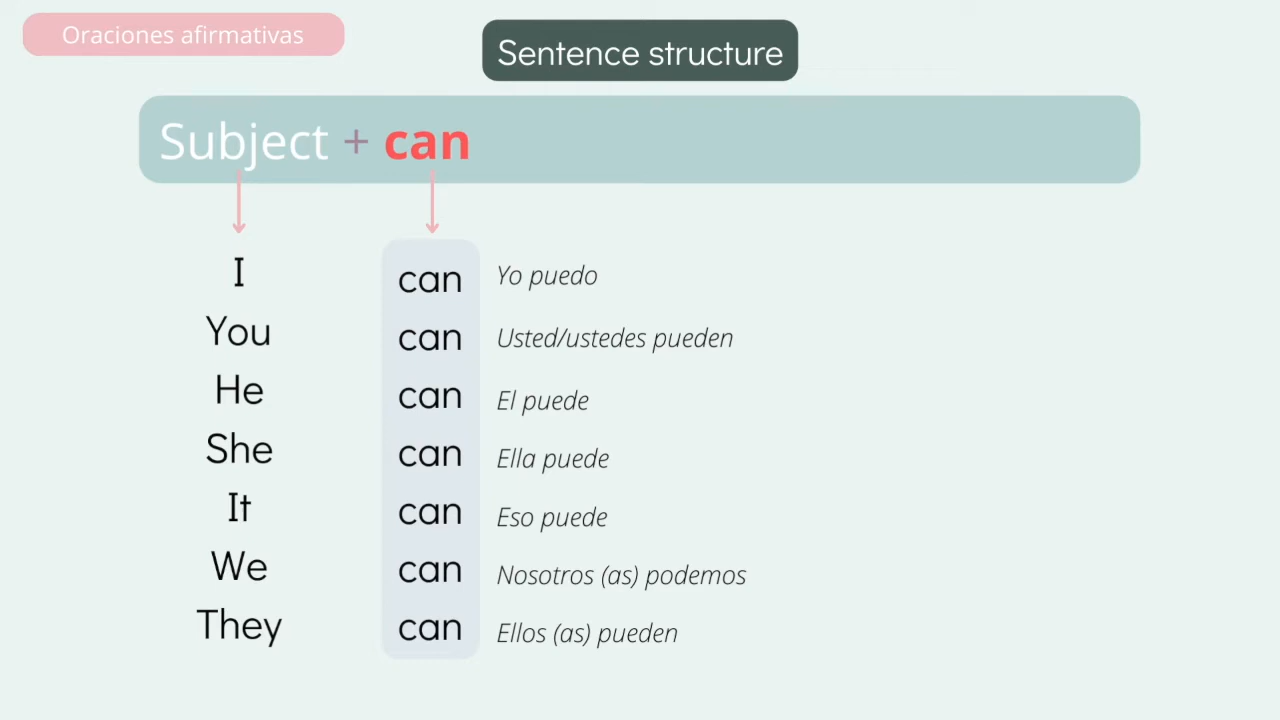 Oraciones afirmativas
Sentence structure
Subject + can
I can Yo puedo
You can Usted/ustedes pueden
He can El puede
She can Ella puede
It can Eso puede
We can Nosotros (as) podemos
They can Ellos (as) pueden